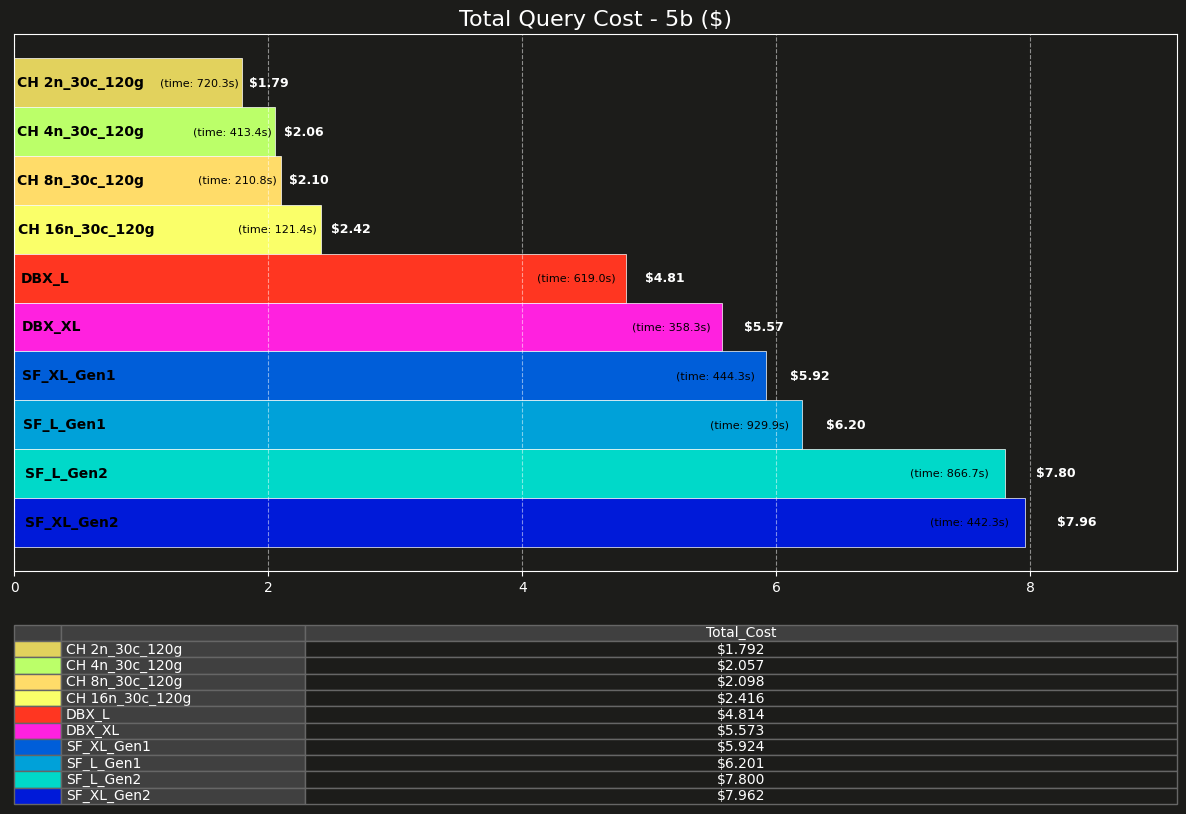 Total Query Cost - 5b ($)
CH 2n_30c_120g (time: 720.3s) $1.79
CH 4n_30c_120g (time: 413.4s) $2.06
CH 8n_30c_120g (time: 210.8s) $2.10
CH 16n_30c_120g (time: 121.4s) $2.42
DBX_L (time: 619.0s) $4.81
DBX_XL (time: 358.3s) $5.57
SF_XL_Gen1 (time: 444.3s) $5.92
SF_L_Gen1 (time: 929.9s) $6.20
SF_L_Gen2 (time: 866.7s) $7.80
SF_XL_Gen2 (time: 442.3s) $7.96
0 2 4 6 8
Total_Cost
CH 2n_30c_120g $1.792
CH 4n_30c_120g $2.057
CH 8n_30c_120g $2.098
CH 16n_30c_120g $2.416
DBX_L $4.814
DBX_XL $5.573
SF_XL_Gen1 $5.924
SF_L_Gen1 $6.201
SF_L_Gen2 $7.800
SF_XL_Gen2 $7.962